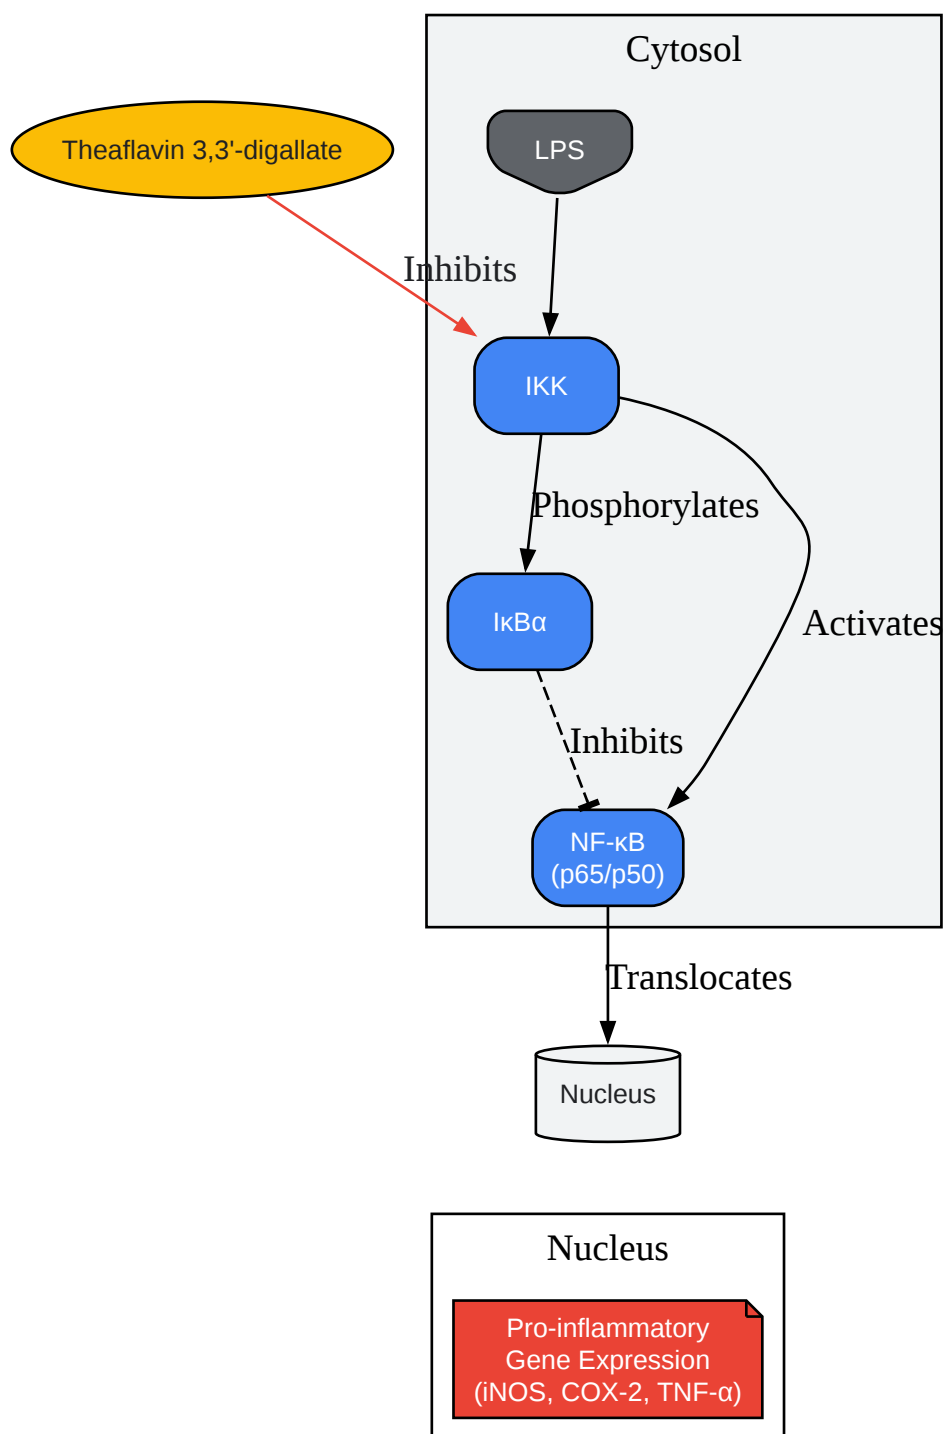 Cytosol
Theaflavin 3,3'-digallate
LPS
Inhibits
IKK
Phosphorylates
IκBα
Activates
Inhibits
NF-κB
(p65/p50)
Translocates
Nucleus
Nucleus
Pro-inflammatory
Gene Expression
(iNOS, COX-2, TNF-α)